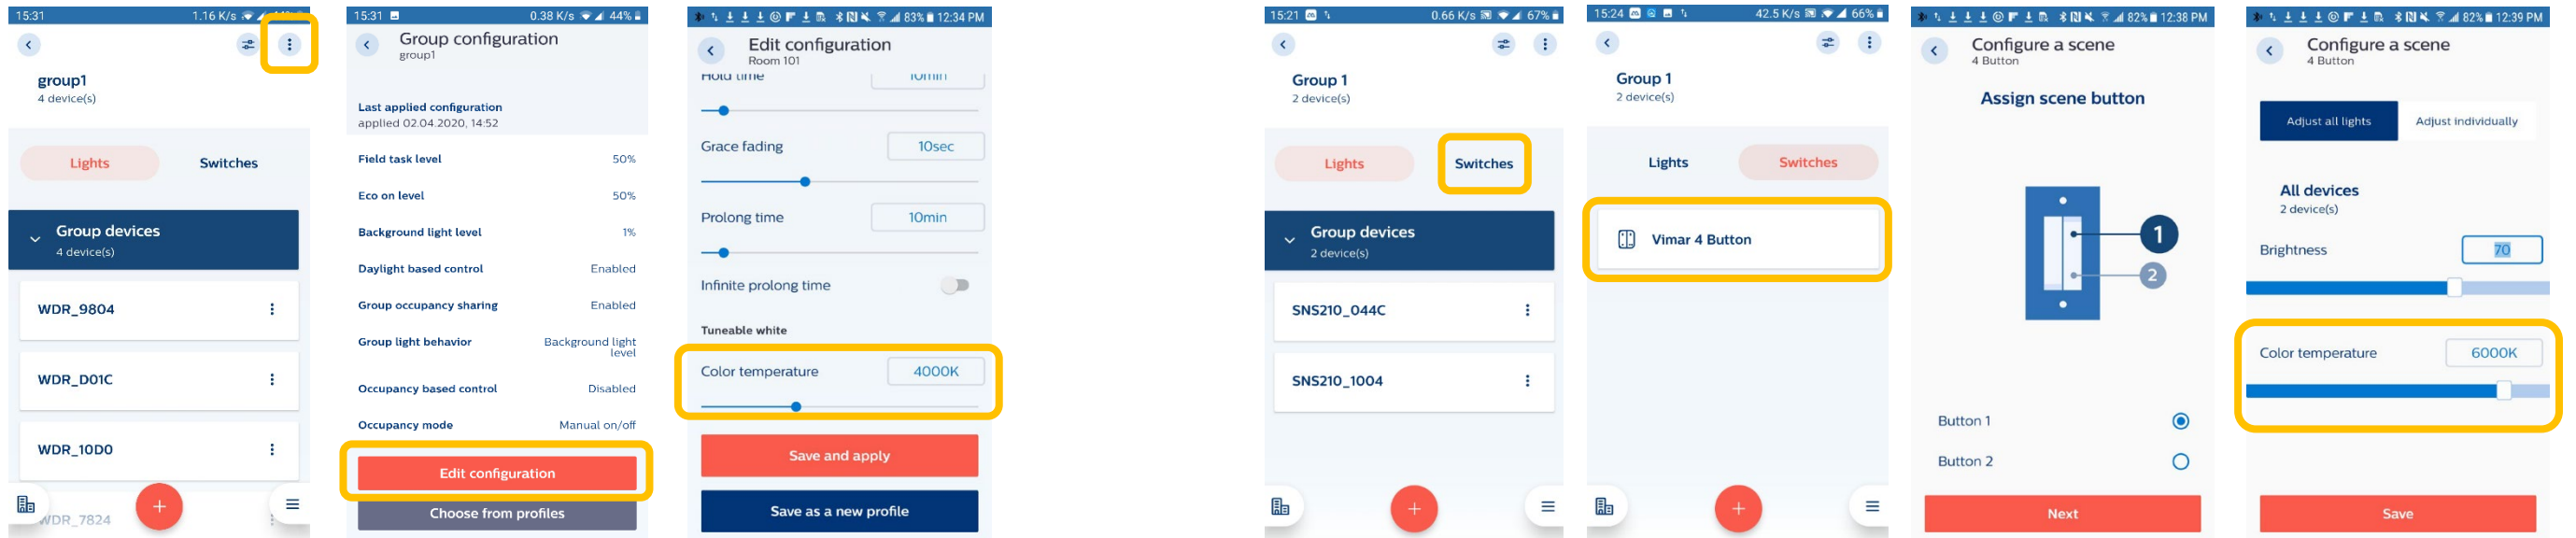 15:31
1.16 K/s
44%
group1
4 device(s)
Lights
Switches
Group devices
4 device(s)
WDR_9804
WDR_D01C
WDR_10D0
WDR_7824
+
15:31
0.38 K/s
44%
Group configuration
group1
Last applied configuration
applied 02.04.2020, 14:52
Field task level
50%
Eco on level
50%
Background light level
1%
Daylight based control
Enabled
Group occupancy sharing
Enabled
Group light behavior
Background light
level
Occupancy based control
Disabled
Occupancy mode
Manual on/off
Edit configuration
Choose from profiles
83% 12:34 PM
Edit configuration
Room 101
Hold time
10min
Grace fading
10sec
Prolong time
10min
Infinite prolong time
Tuneable white
Color temperature
4000K
Save and apply
Save as a new profile
15:21
0.66 K/s
67%
Group 1
2 device(s)
Lights
Switches
Group devices
2 device(s)
SNS210_044C
SNS210_1004
+
15:24
42.5 K/s
66%
Group 1
2 device(s)
Lights
Switches
Vimar 4 Button
+
82% 12:38 PM
Configure a scene
4 Button
Assign scene button
1
2
Button 1
Button 2
Next
82% 12:39 PM
Configure a scene
4 Button
Adjust all lights
Adjust individually
All devices
2 device(s)
Brightness
70
Color temperature
6000K
Save